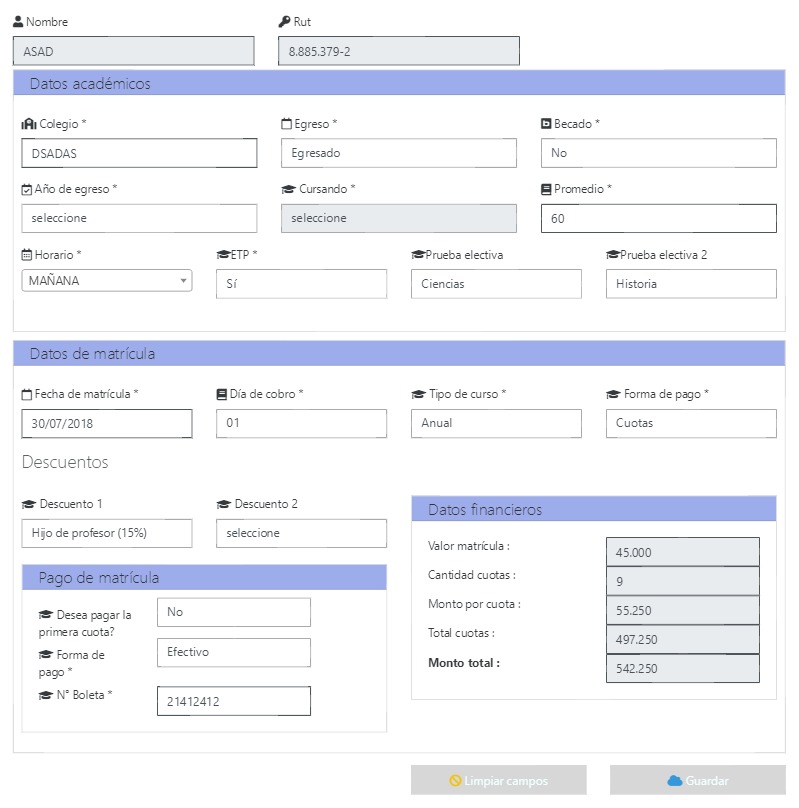 Nombre
Rut
ASAD
8.885.379-2
Datos académicos
Colegio *
Egreso *
Becado *
DSADAS
Egresado
No
Año de egreso *
Cursando *
Promedio *
seleccione
seleccione
60
Horario *
ETP *
Prueba electiva
Prueba electiva 2
MAÑANA
Sí
Ciencias
Historia
Datos de matrícula
Fecha de matrícula *
Día de cobro *
Tipo de curso *
Forma de pago *
30/07/2018
01
Anual
Cuotas
Descuentos
Descuento 1
Descuento 2
Hijo de profesor (15%)
seleccione
Pago de matrícula
Desea pagar la
primera cuota?
No
Forma de
pago *
Efectivo
N° Boleta *
21412412
Datos financieros
Valor matrícula :
45.000
Cantidad cuotas :
9
Monto por cuota :
55.250
Total cuotas :
497.250
Monto total :
542.250
Limpiar campos
Guardar